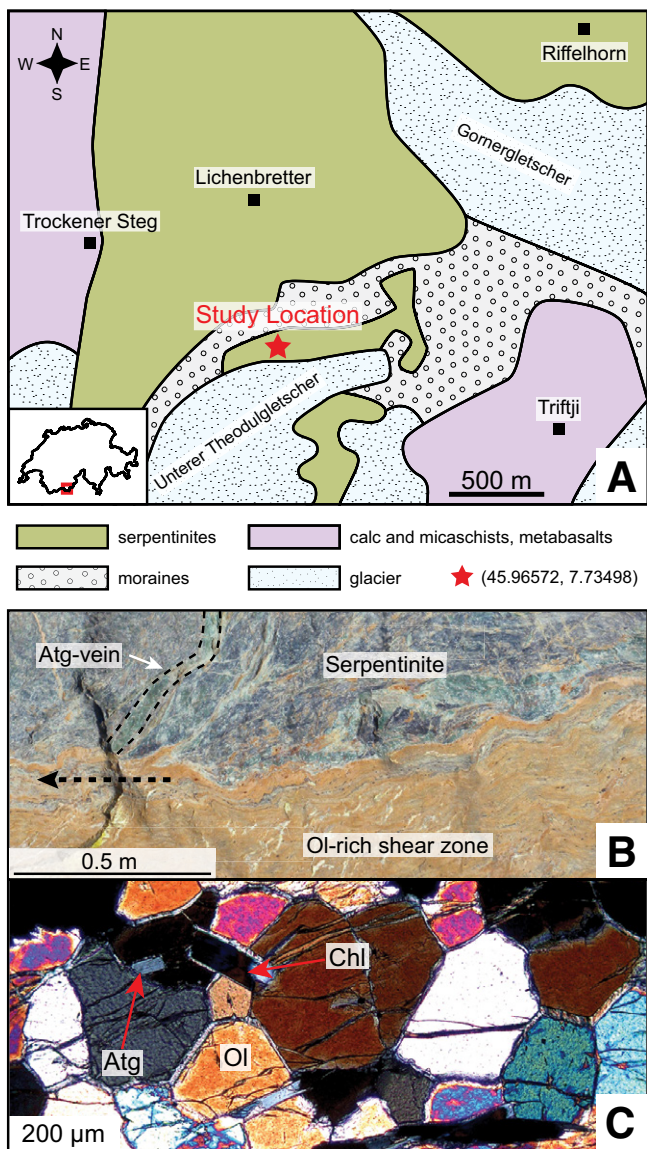 N
W E
S
Riffelhorn
Gornergletscher
Lichenbretter
Trockener Steg
Study Location
Unterer Theodulgletscher
Triftji
500 m
A
serpentinites
calc and micaschists, metabasalts
moraines
glacier
(45.96572, 7.73498)
Atg-vein
Serpentinite
0.5 m
Ol-rich shear zone
B
Chl
Atg
Ol
200 µm
C